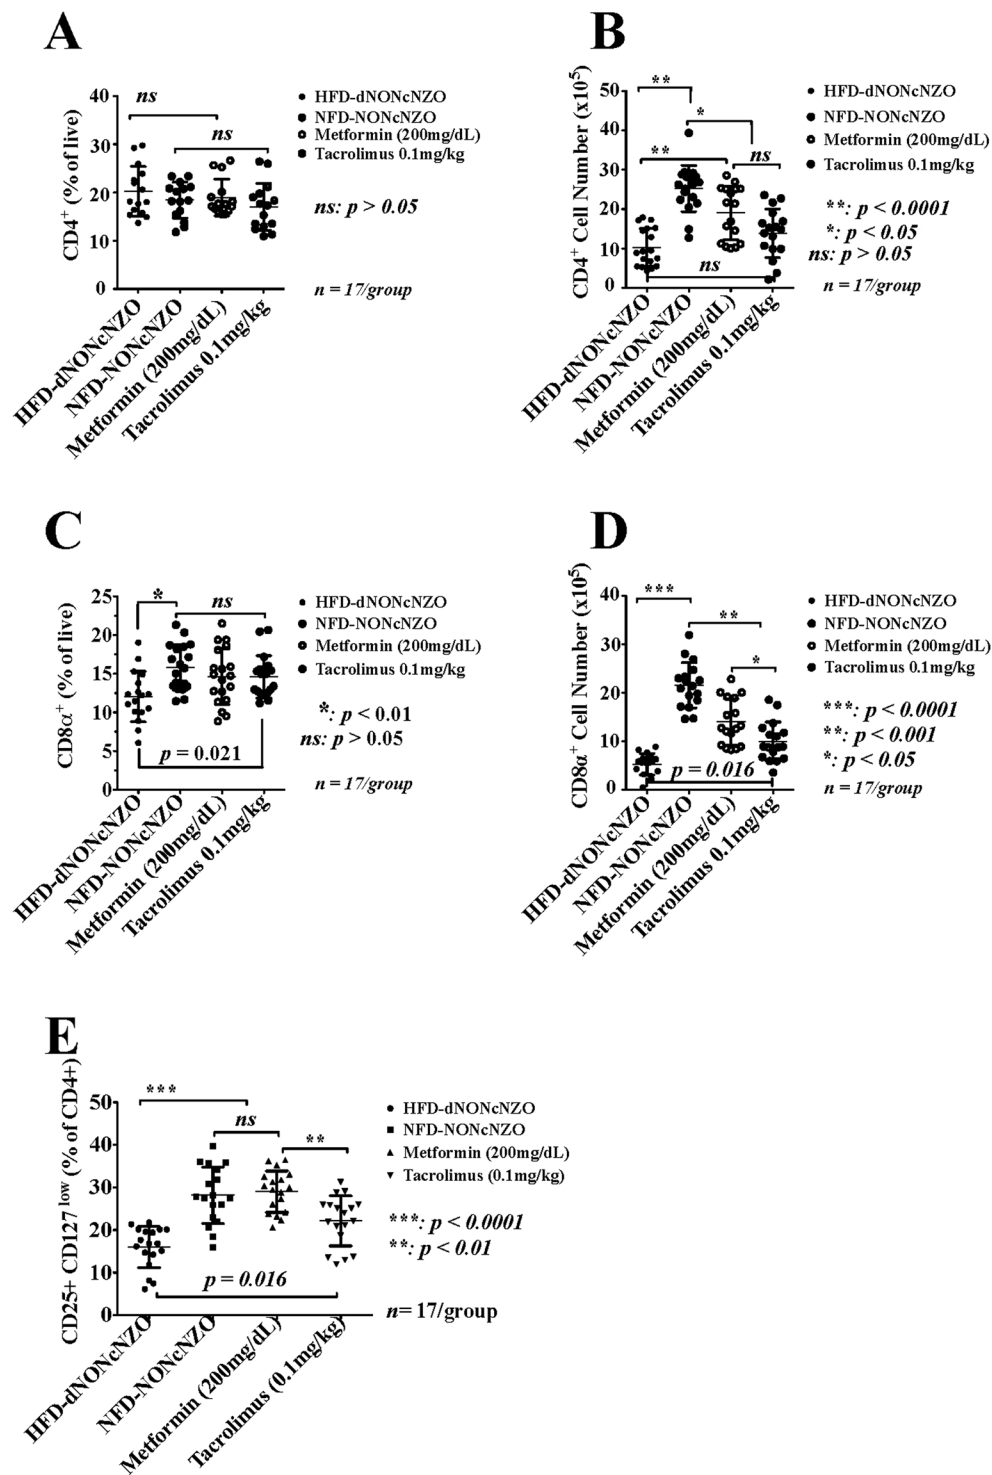 A
CD4+ (% of live)
40
30
20
10
0
ns
ns
HFD-dNONcNZO
NFD-NONcNZO
Metformin (200mg/dL)
Tacrolimus 0.1mg/kg
ns: p > 0.05
n = 17/group
HFD-dNONcNZO
NFD-NONcNZO
Metformin (200mg/dL)
Tacrolimus 0.1mg/kg
B
CD4+ Cell Number (x10⁵)
50
40
30
20
10
0
**
*
**
ns
ns
HFD-dNONcNZO
NFD-NONcNZO
Metformin (200mg/dL)
Tacrolimus 0.1mg/kg
**: p < 0.0001
*: p < 0.05
ns: p > 0.05
n = 17/group
HFD-dNONcNZO
NFD-NONcNZO
Metformin (200mg/dL)
Tacrolimus 0.1mg/kg
C
CD8α+ (% of live)
25
20
15
10
5
0
*
ns
p = 0.021
HFD-dNONcNZO
NFD-NONcNZO
Metformin (200mg/dL)
Tacrolimus 0.1mg/kg
*: p < 0.01
ns: p > 0.05
n = 17/group
HFD-dNONcNZO
NFD-NONcNZO
Metformin (200mg/dL)
Tacrolimus 0.1mg/kg
D
CD8α+ Cell Number (x10⁵)
40
30
20
10
0
***
**
*
p = 0.016
HFD-dNONcNZO
NFD-NONcNZO
Metformin (200mg/dL)
Tacrolimus 0.1mg/kg
***: p < 0.0001
**: p < 0.001
*: p < 0.05
n = 17/group
HFD-dNONcNZO
NFD-NONcNZO
Metformin (200mg/dL)
Tacrolimus 0.1mg/kg
E
CD25+ CD127 low (% of CD4+)
50
40
30
20
10
0
***
ns
**
p = 0.016
HFD-dNONcNZO
NFD-NONcNZO
Metformin (200mg/dL)
Tacrolimus (0.1mg/kg)
***: p < 0.0001
**: p < 0.01
n= 17/group
HFD-dNONcNZO
NFD-NONcNZO
Metformin (200mg/dL)
Tacrolimus (0.1mg/kg)